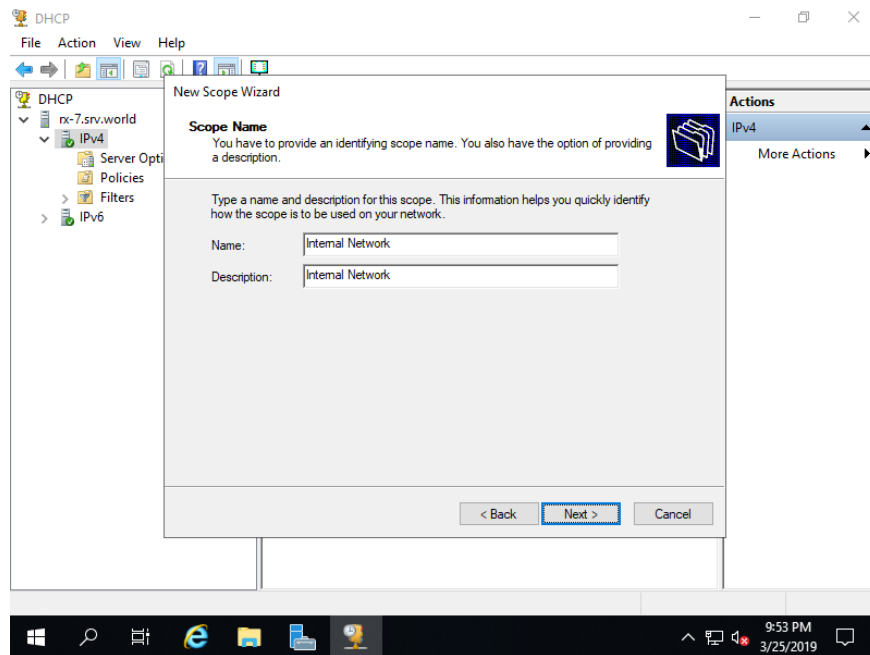 DHCP
File Action View Help
DHCP
rx-7.srv.world
IPv4
Server Opti
Policies
Filters
IPv6
New Scope Wizard
Scope Name
You have to provide an identifying scope name. You also have the option of providing
a description.
Type a name and description for this scope. This information helps you quickly identify
how the scope is to be used on your network.
Name: Internal Network
Description: Internal Network
< Back Next > Cancel
Actions
IPv4
More Actions
9:53 PM
3/25/2019